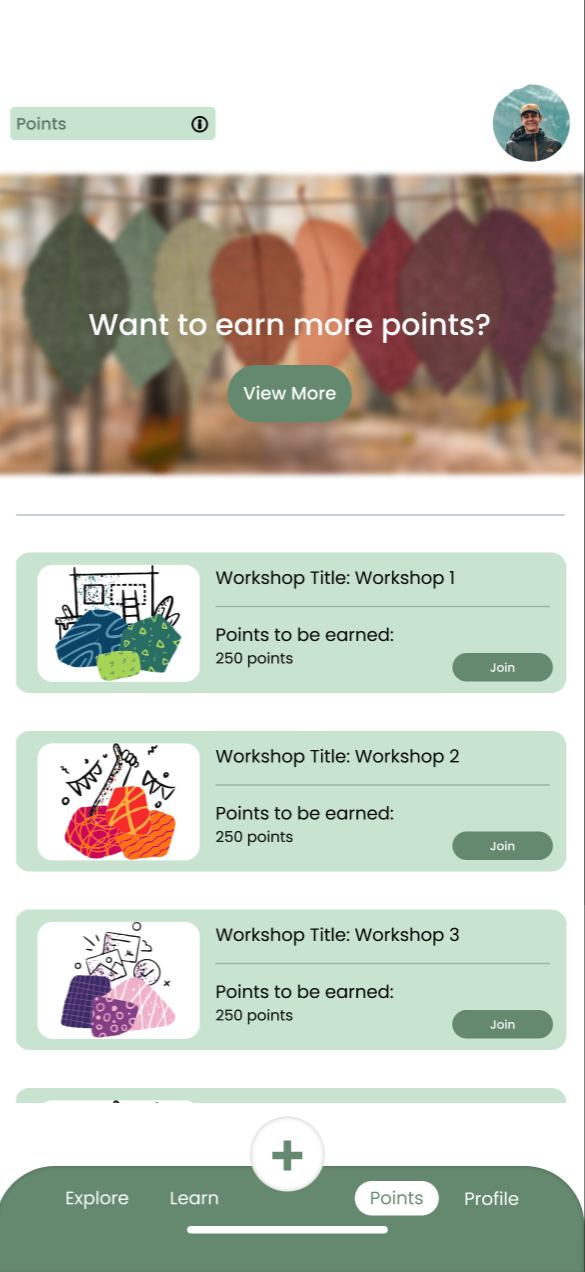 Points
Want to earn more points?
View More
Workshop Title: Workshop 1
Points to be earned:
250 points
Join
Workshop Title: Workshop 2
Points to be earned:
250 points
Join
Workshop Title: Workshop 3
Points to be earned:
250 points
Join
Explore
Learn
Points
Profile